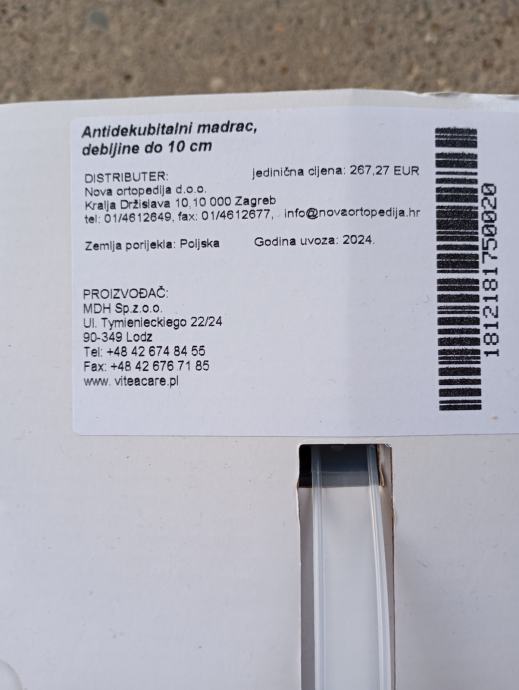 Antidekubitalni madrac,
debljine do 10 cm
DISTRIBUTER: jedinična cijena: 267,27 EUR
Nova ortopedija d.o.o.
Kralja Držislava 10,10 000 Zagreb
tel: 01/4612649, fax: 01/4612677, info@novaortopedija.hr
Zemlja porijekla: Poljska Godina uvoza: 2024.
PROIZVOĐAČ:
MDH Sp.z.o.o.
Ul. Tymienieckiego 22/24
90-349 Lodz
Tel: +48 42 674 84 55
Fax: +48 42 676 71 85
www. viteacare.pl
1812181750020